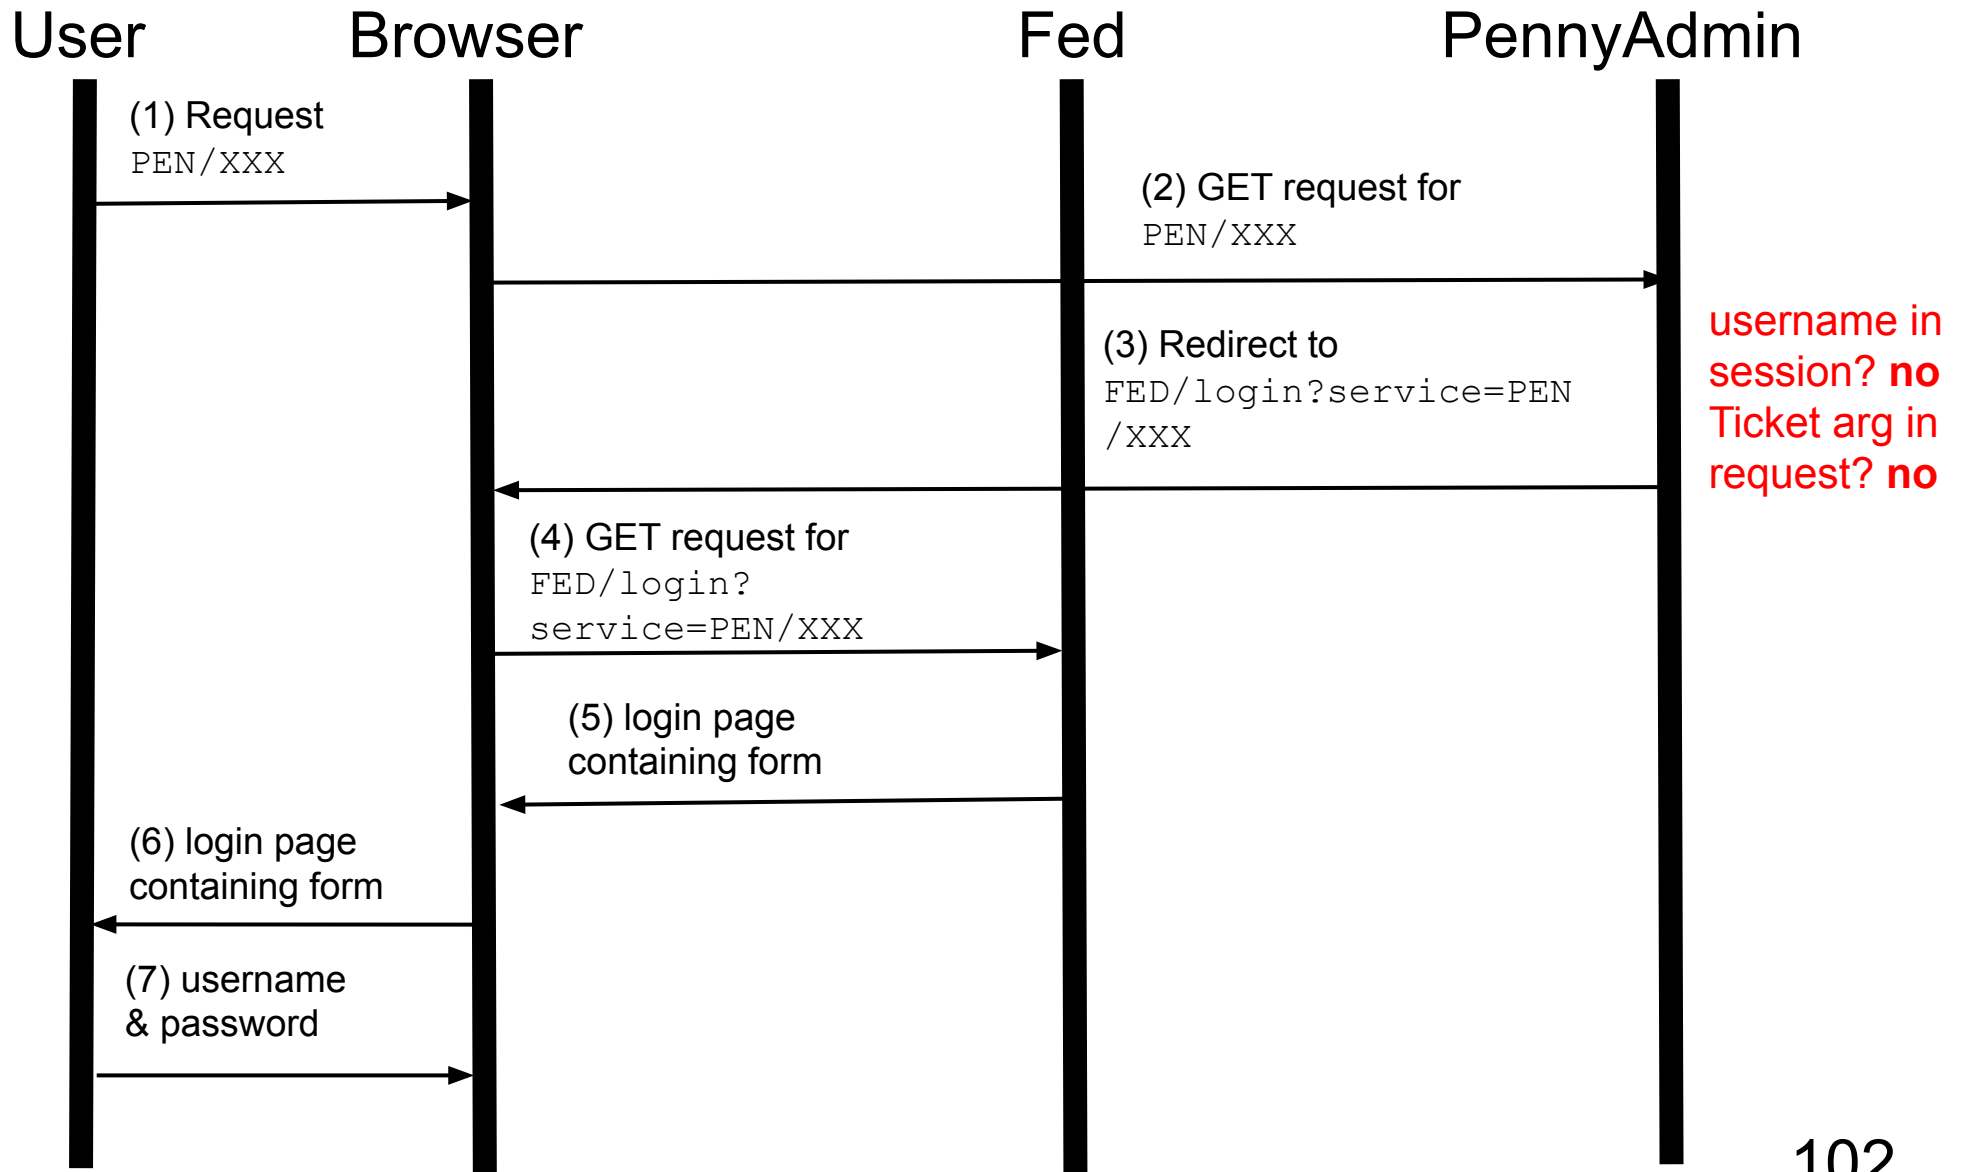 User
Browser
Fed
PennyAdmin
(1) Request
PEN/XXX
(2) GET request for
PEN/XXX
(3) Redirect to
FED/login?service=PEN
/XXX
username in
session? no
Ticket arg in
request? no
(4) GET request for
FED/login?
service=PEN/XXX
(5) login page
containing form
(6) login page
containing form
(7) username
& password
102